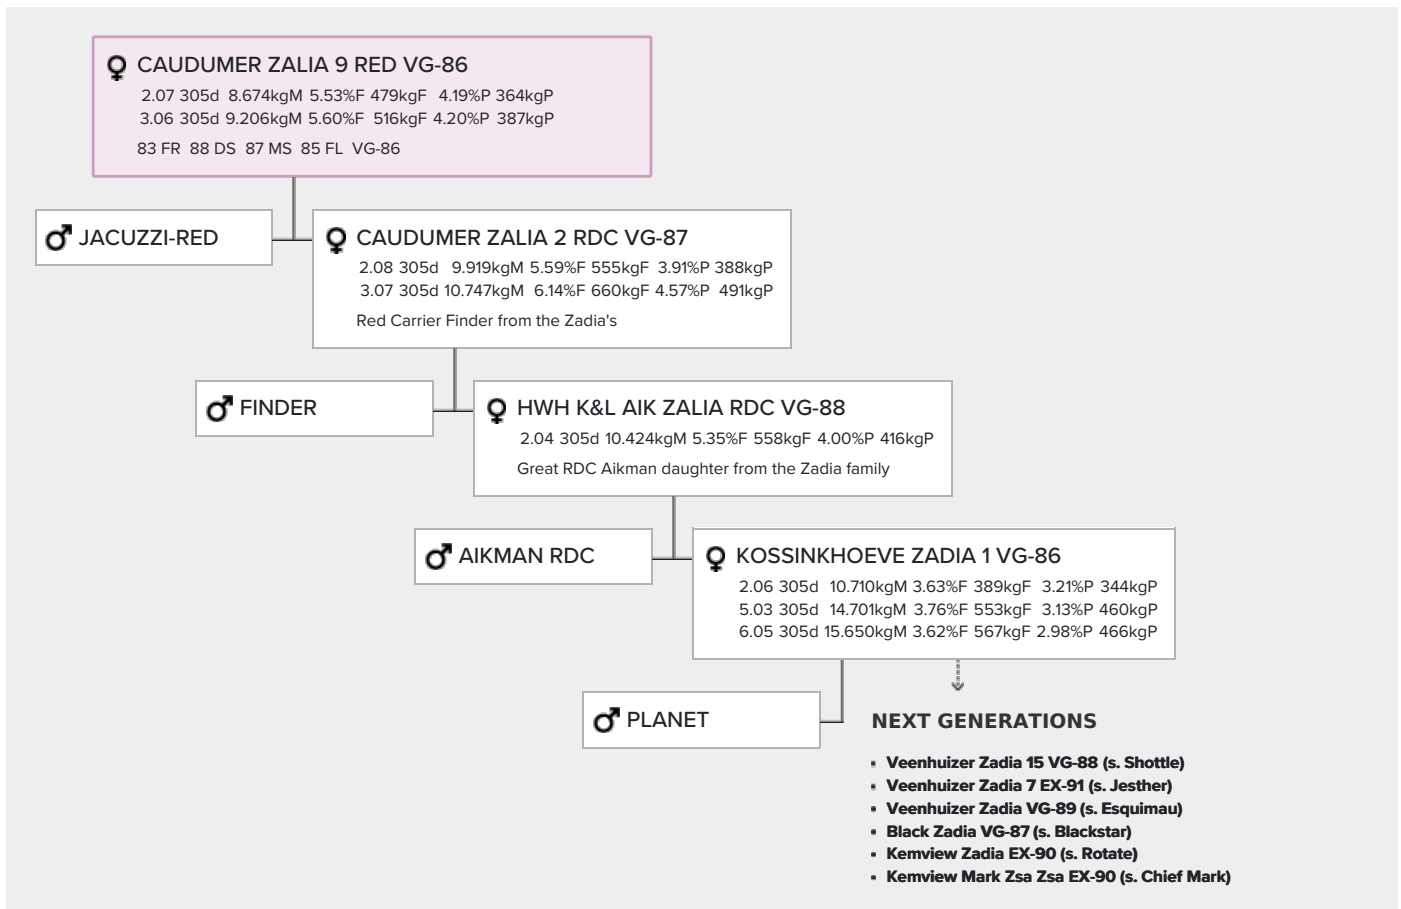 CAUDUMER ZALIA 9 RED VG-86
2.07 305d 8.674kgM 5.53%F 479kgF 4.19%P 364kgP
3.06 305d 9.206kgM 5.60%F 516kgF 4.20%P 387kgP
83 FR 88 DS 87 MS 85 FL VG-86
JACUZZI-RED
CAUDUMER ZALIA 2 RDC VG-87
2.08 305d 9.919kgM 5.59%F 555kgF 3.91%P 388kgP
3.07 305d 10.747kgM 6.14%F 660kgF 4.57%P 491kgP
Red Carrier Finder from the Zadia's
FINDER
HWH K&L AIK ZALIA RDC VG-88
2.04 305d 10.424kgM 5.35%F 558kgF 4.00%P 416kgP
Great RDC Aikman daughter from the Zadia family
AIKMAN RDC
KOSSINKHOEVE ZADIA 1 VG-86
2.06 305d 10.710kgM 3.63%F 389kgF 3.21%P 344kgP
5.03 305d 14.701kgM 3.76%F 553kgF 3.13%P 460kgP
6.05 305d 15.650kgM 3.62%F 567kgF 2.98%P 466kgP
PLANET
NEXT GENERATIONS
▪ Veenhuizer Zadia 15 VG-88 (s. Shottle)
▪ Veenhuizer Zadia 7 EX-91 (s. Jesther)
▪ Veenhuizer Zadia VG-89 (s. Esquimau)
▪ Black Zadia VG-87 (s. Blackstar)
▪ Kemview Zadia EX-90 (s. Rotate)
▪ Kemview Mark Zsa Zsa EX-90 (s. Chief Mark)